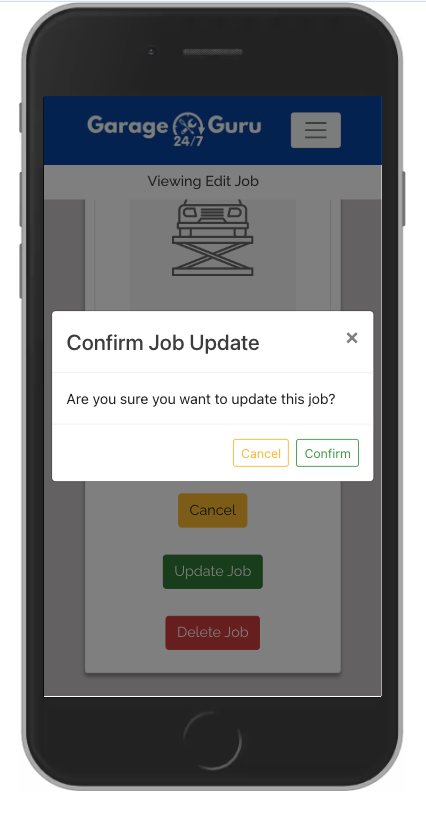 Garage Guru
24/7
Viewing Edit Job
Confirm Job Update ×
Are you sure you want to update this job?
Cancel Confirm
Cancel
Update Job
Delete Job